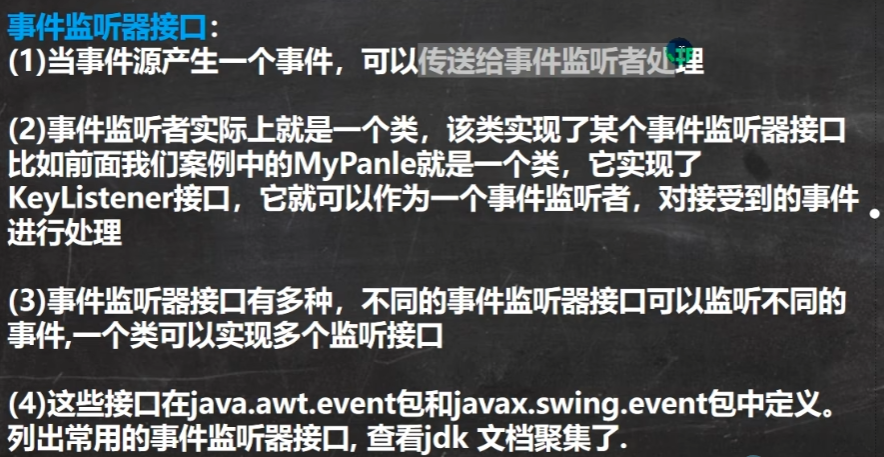 事件监听器接口：
(1)当事件源产生一个事件，可以传送给事件监听者处理
(2)事件监听者实际上就是一个类，该类实现了某个事件监听器接口
比如前面我们案例中的MyPanle就是一个类，它实现了
KeyListener接口，它就可以作为一个事件监听者，对接受到的事件
进行处理
(3)事件监听器接口有多种，不同的事件监听器接口可以监听不同的
事件,一个类可以实现多个监听接口
(4)这些接口在java.awt.event包和javax.swing.event包中定义。
列出常用的事件监听器接口, 查看jdk 文档聚集了.